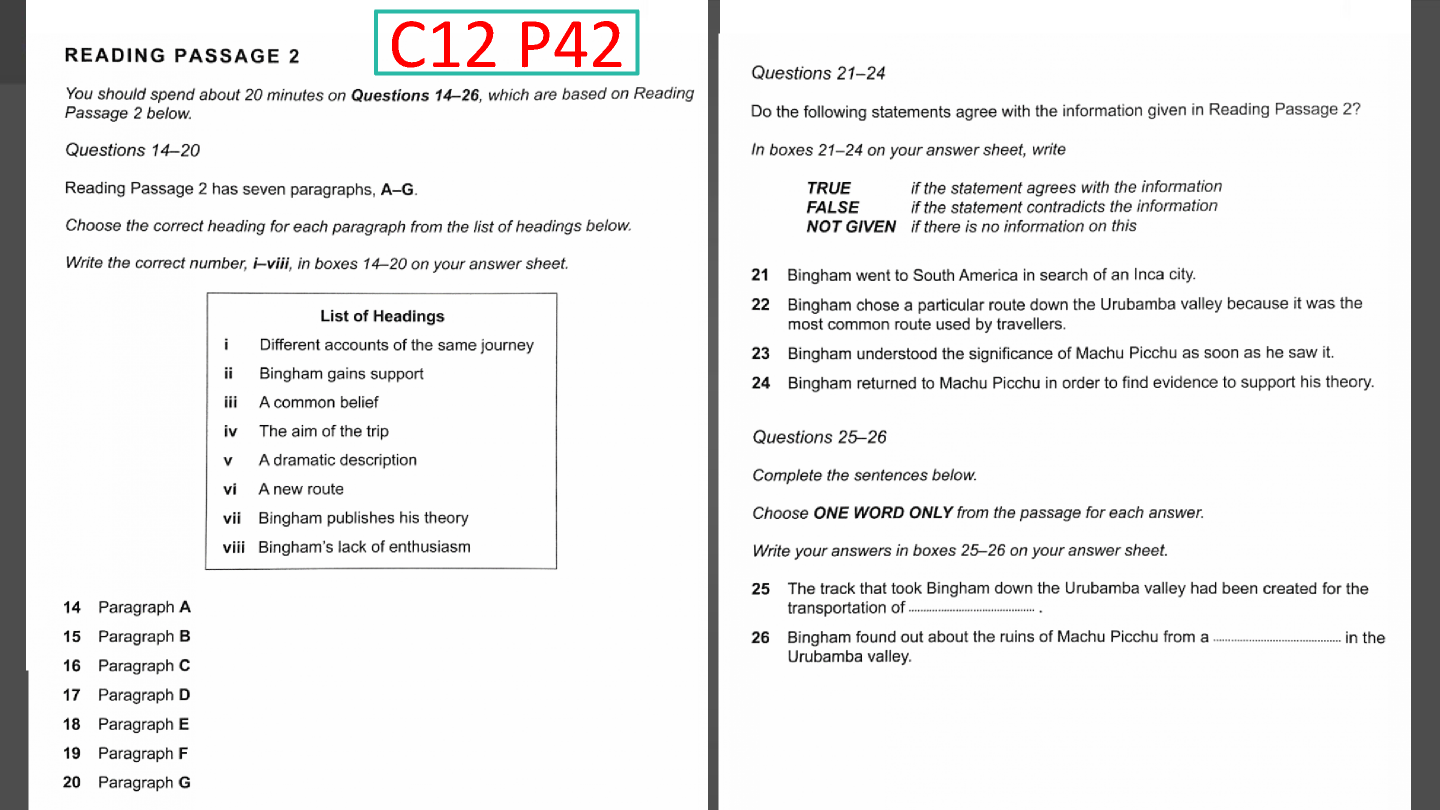 C12 P42
READING PASSAGE 2
You should spend about 20 minutes on Questions 14–26, which are based on Reading
Passage 2 below.
Questions 14–20
Reading Passage 2 has seven paragraphs, A–G.
Choose the correct heading for each paragraph from the list of headings below.
Write the correct number, i–viii, in boxes 14–20 on your answer sheet.
List of Headings
i Different accounts of the same journey
ii Bingham gains support
iii A common belief
iv The aim of the trip
v A dramatic description
vi A new route
vii Bingham publishes his theory
viii Bingham's lack of enthusiasm
14 Paragraph A
15 Paragraph B
16 Paragraph C
17 Paragraph D
18 Paragraph E
19 Paragraph F
20 Paragraph G
Questions 21–24
Do the following statements agree with the information given in Reading Passage 2?
In boxes 21–24 on your answer sheet, write
TRUE if the statement agrees with the information
FALSE if the statement contradicts the information
NOT GIVEN if there is no information on this
21 Bingham went to South America in search of an Inca city.
22 Bingham chose a particular route down the Urubamba valley because it was the
most common route used by travellers.
23 Bingham understood the significance of Machu Picchu as soon as he saw it.
24 Bingham returned to Machu Picchu in order to find evidence to support his theory.
Questions 25–26
Complete the sentences below.
Choose ONE WORD ONLY from the passage for each answer.
Write your answers in boxes 25–26 on your answer sheet.
25 The track that took Bingham down the Urubamba valley had been created for the
transportation of .......................................... .
26 Bingham found out about the ruins of Machu Picchu from a .......................................... in the
Urubamba valley.